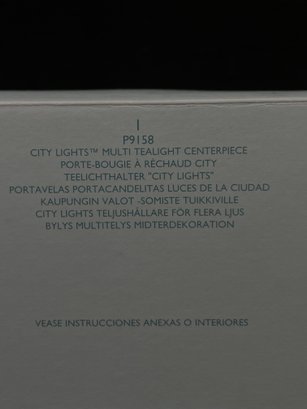 1
P9158
CITY LIGHTS™ MULTI TEALIGHT CENTERPIECE
PORTE-BOUGIE À RÉCHAUD CITY
TEELICHTHALTER "CITY LIGHTS"
PORTAVELAS PORTACANDELITAS LUCES DE LA CIUDAD
KAUPUNGIN VALOT -SOMISTE TUIKKIVILLE
CITY LIGHTS TELJUSHÅLLARE FÖR FLERA LJUS
BYLYS MULTITELYS MIDTERDEKORATION
VEASE INSTRUCCIONES ANEXAS O INTERIORES